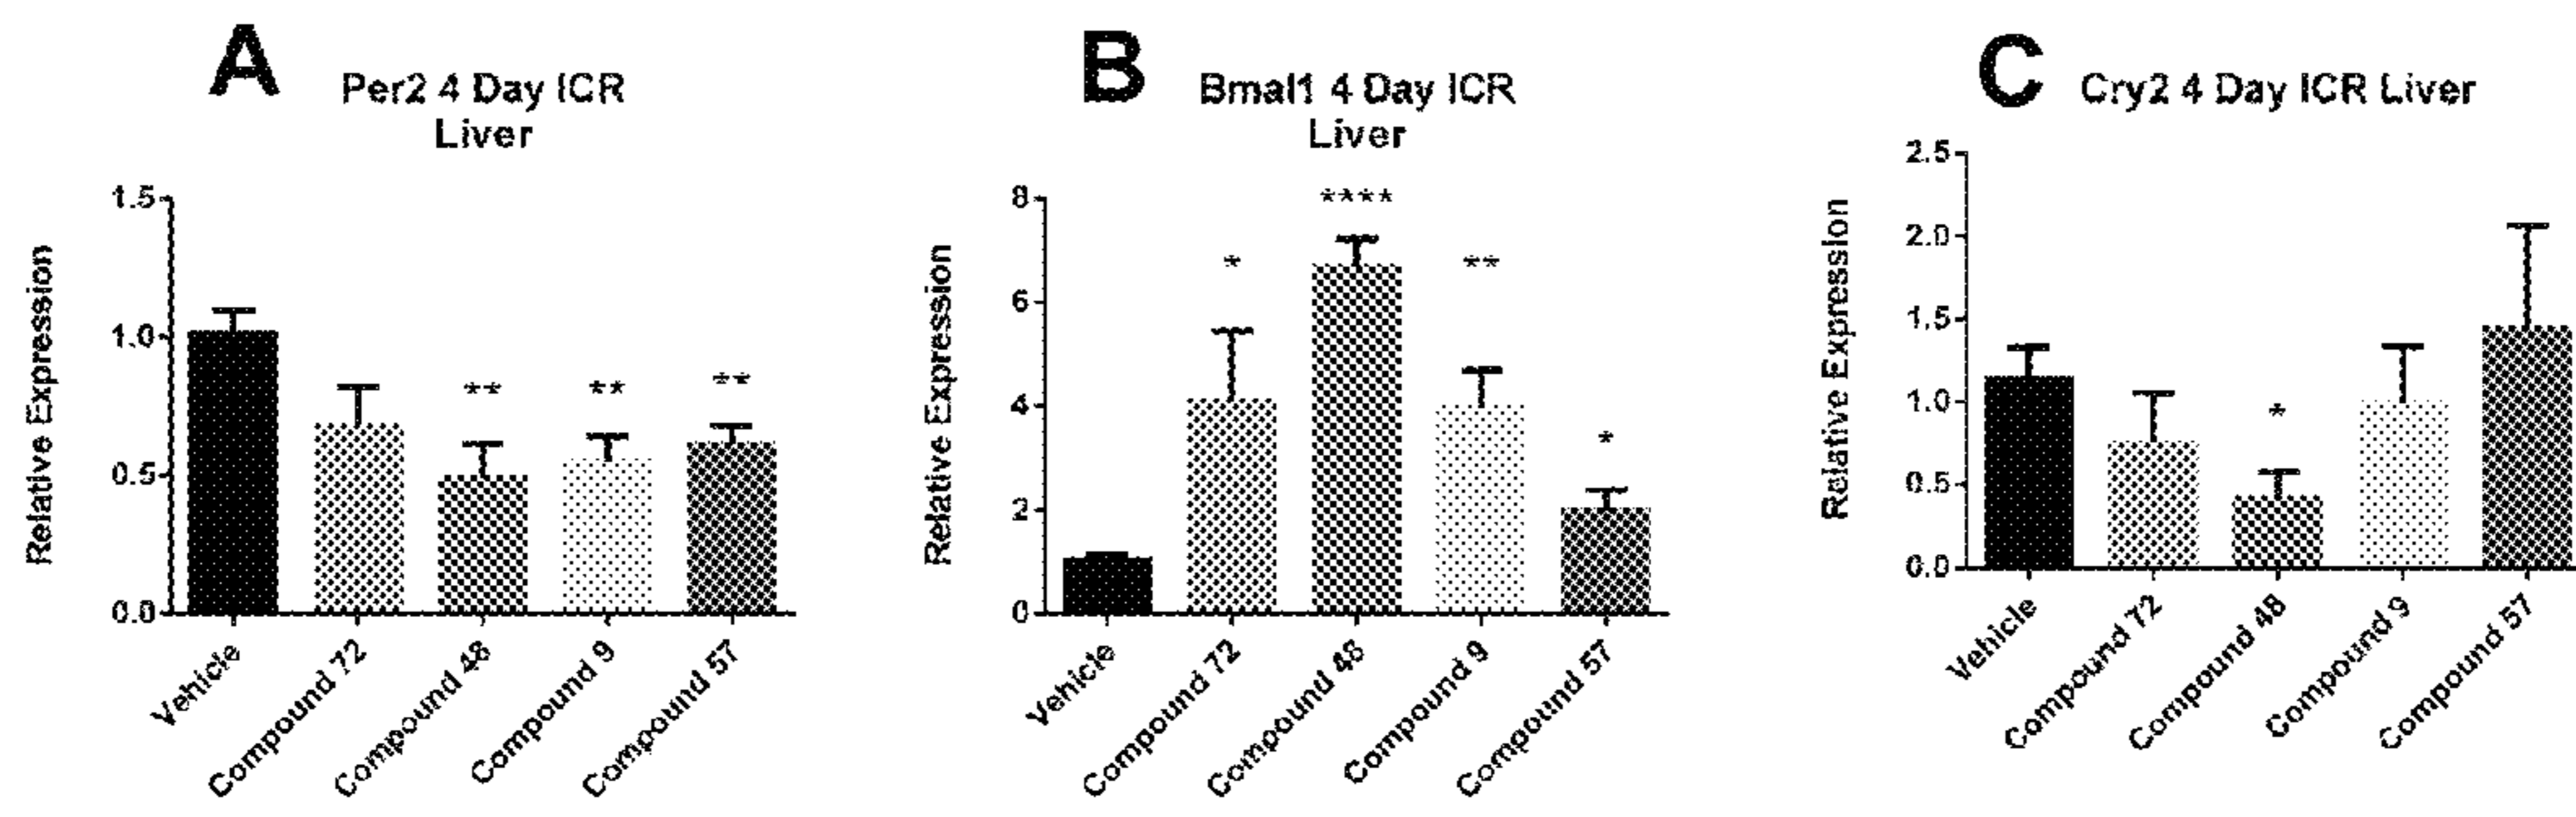 A
Per2 4 Day ICR
Liver
Relative Expression
1.5
1.0
0.5
0.0
**
**
**
Vehicle
Compound 72
Compound 48
Compound 9
Compound 57
B
Bmal1 4 Day ICR
Liver
Relative Expression
8
6
4
2
0
*
****
**
*
Vehicle
Compound 72
Compound 48
Compound 9
Compound 57
C
Cry2 4 Day ICR Liver
Relative Expression
2.5
2.0
1.5
1.0
0.5
0.0
*
Vehicle
Compound 72
Compound 48
Compound 9
Compound 57